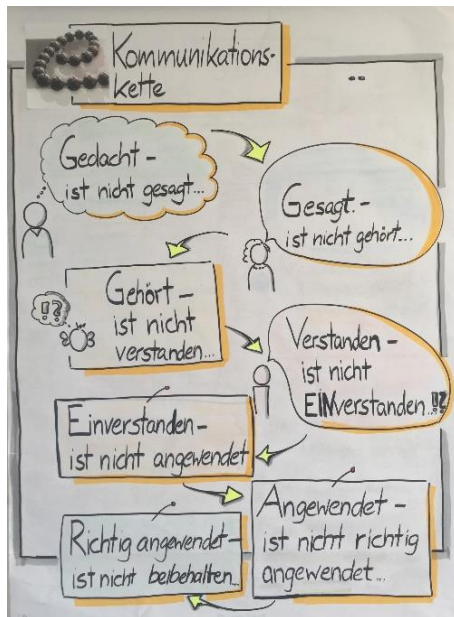 Kommunikations-
kette
Gedacht -
ist nicht gesagt...
Gesagt -
ist nicht gehört...
Gehört -
ist nicht
verstanden...
!?
Verstanden -
ist nicht
EINverstanden...!?
Einverstanden -
ist nicht angewendet
Angewendet -
ist nicht richtig
angewendet...
Richtig angewendet -
ist nicht beibehalten...